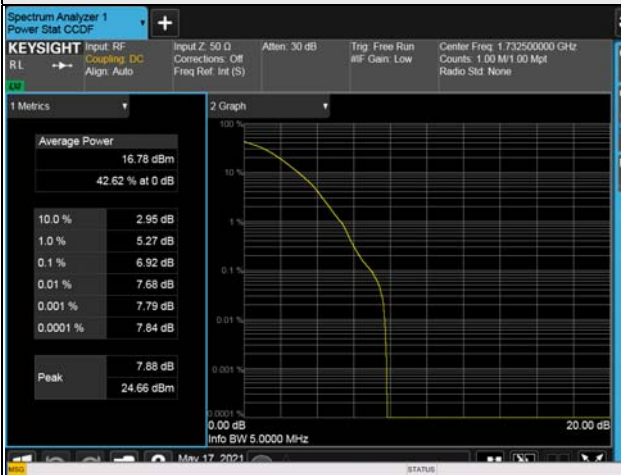 Spectrum Analyzer 1
Power Stat CCDF
+
KEYSIGHT
RL
LXI
Input: RF
Coupling: DC
Align: Auto
Input Z: 50 Ω
Corrections: Off
Freq Ref: Int (S)
Atten: 30 dB
Trig: Free Run
#IF Gain: Low
Center Freq: 1.732500000 GHz
Counts: 1.00 M/1.00 Mpt
Radio Std: None
1 Metrics
2 Graph
Average Power
16.78 dBm
42.62 % at 0 dB
10.0 % 2.95 dB
1.0 % 5.27 dB
0.1 % 6.92 dB
0.01 % 7.68 dB
0.001 % 7.79 dB
0.0001 % 7.84 dB
Peak
7.88 dB
24.66 dBm
100 %
10 %
1 %
0.1 %
0.01 %
0.001 %
0.0001 %
0.00 dB
20.00 dB
Info BW 5.0000 MHz
May 17, 2021
MSG
STATUS